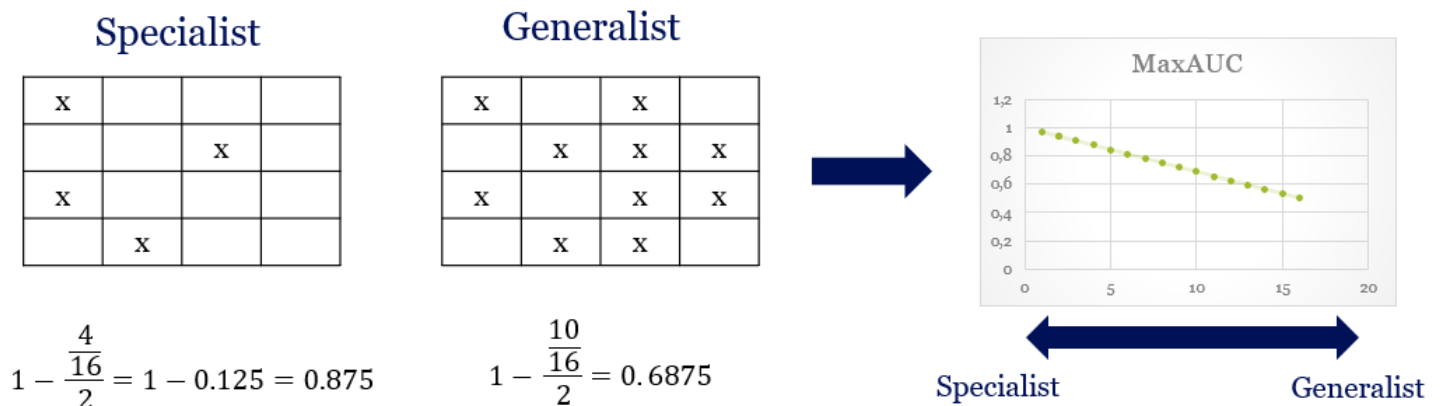 Specialist
x
x
x
x
1 − 4/16/2 = 1 − 0.125 = 0.875
Generalist
x x
x x x
x x x
x x
1 − 10/16/2 = 0.6875
MaxAUC
1,2
1
0,8
0,6
0,4
0,2
0
0 5 10 15 20
Specialist Generalist